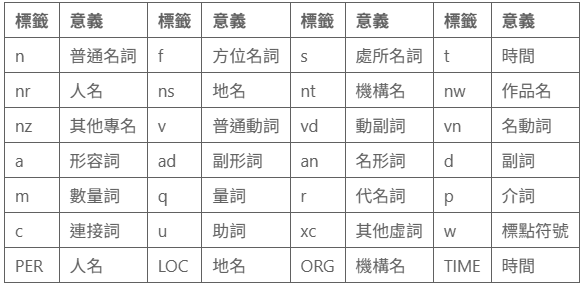 標籤 意義 標籤 意義 標籤 意義 標籤 意義
n 普通名詞 f 方位名詞 s 處所名詞 t 時間
nr 人名 ns 地名 nt 機構名 nw 作品名
nz 其他專名 v 普通動詞 vd 動副詞 vn 名動詞
a 形容詞 ad 副形詞 an 名形詞 d 副詞
m 數量詞 q 量詞 r 代名詞 p 介詞
c 連接詞 u 助詞 xc 其他虛詞 w 標點符號
PER 人名 LOC 地名 ORG 機構名 TIME 時間